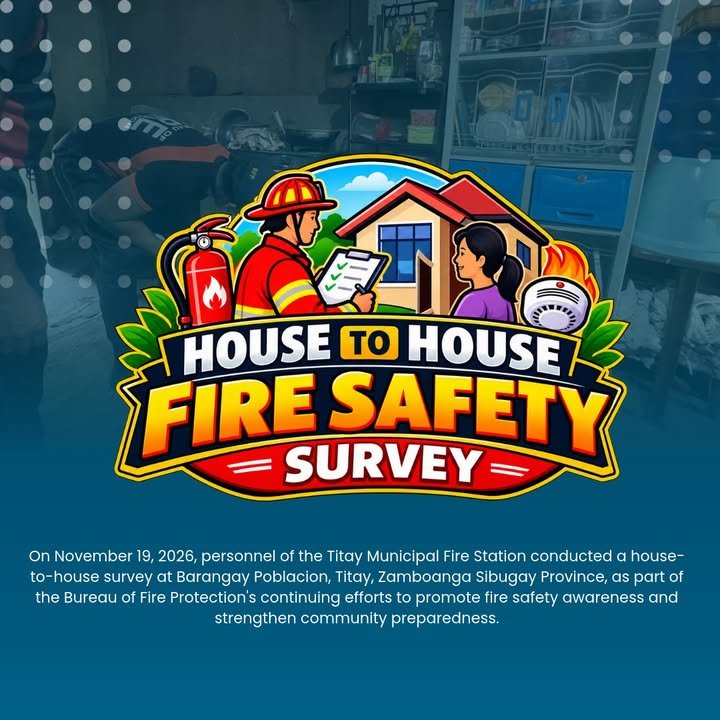 HOUSE TO HOUSE
FIRE SAFETY
SURVEY
On November 19, 2026, personnel of the Titay Municipal Fire Station conducted a house-
to-house survey at Barangay Poblacion, Titay, Zamboanga Sibugay Province, as part of
the Bureau of Fire Protection's continuing efforts to promote fire safety awareness and
strengthen community preparedness.